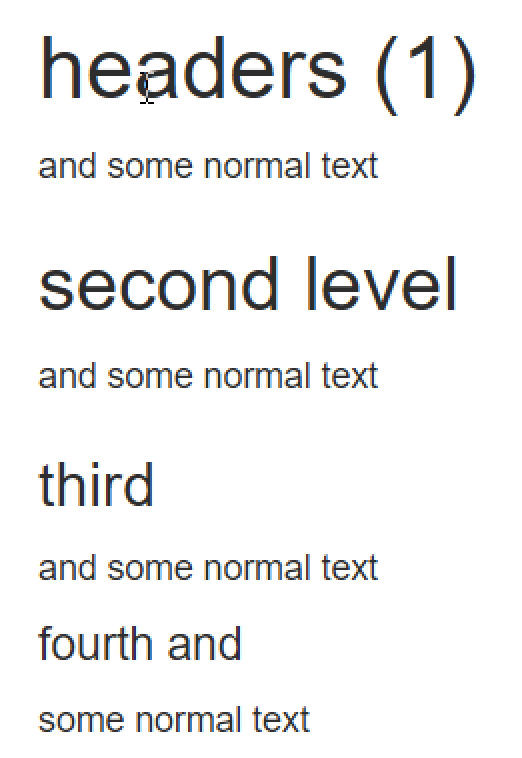 headers (1)
and some normal text
second level
and some normal text
third
and some normal text
fourth and
some normal text